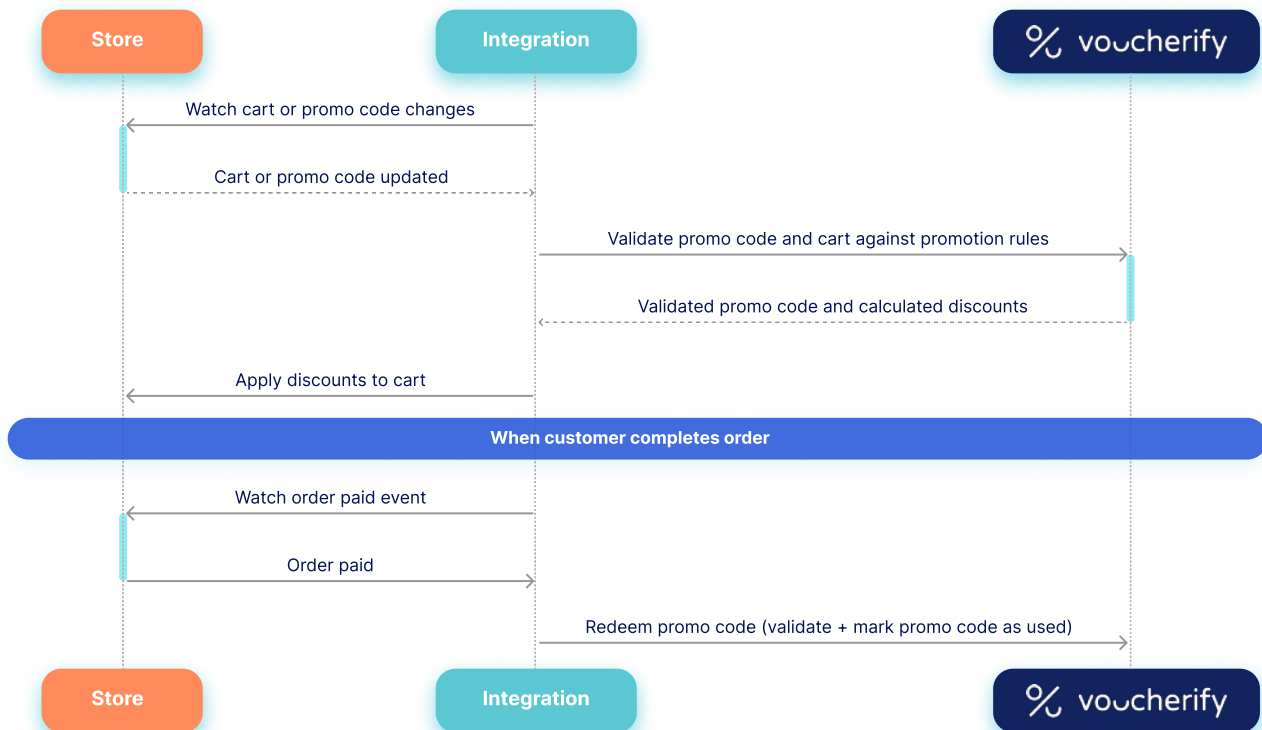 Store
Integration
voucherify
Watch cart or promo code changes
Cart or promo code updated
Validate promo code and cart against promotion rules
Validated promo code and calculated discounts
Apply discounts to cart
When customer completes order
Watch order paid event
Order paid
Redeem promo code (validate + mark promo code as used)
Store
Integration
voucherify